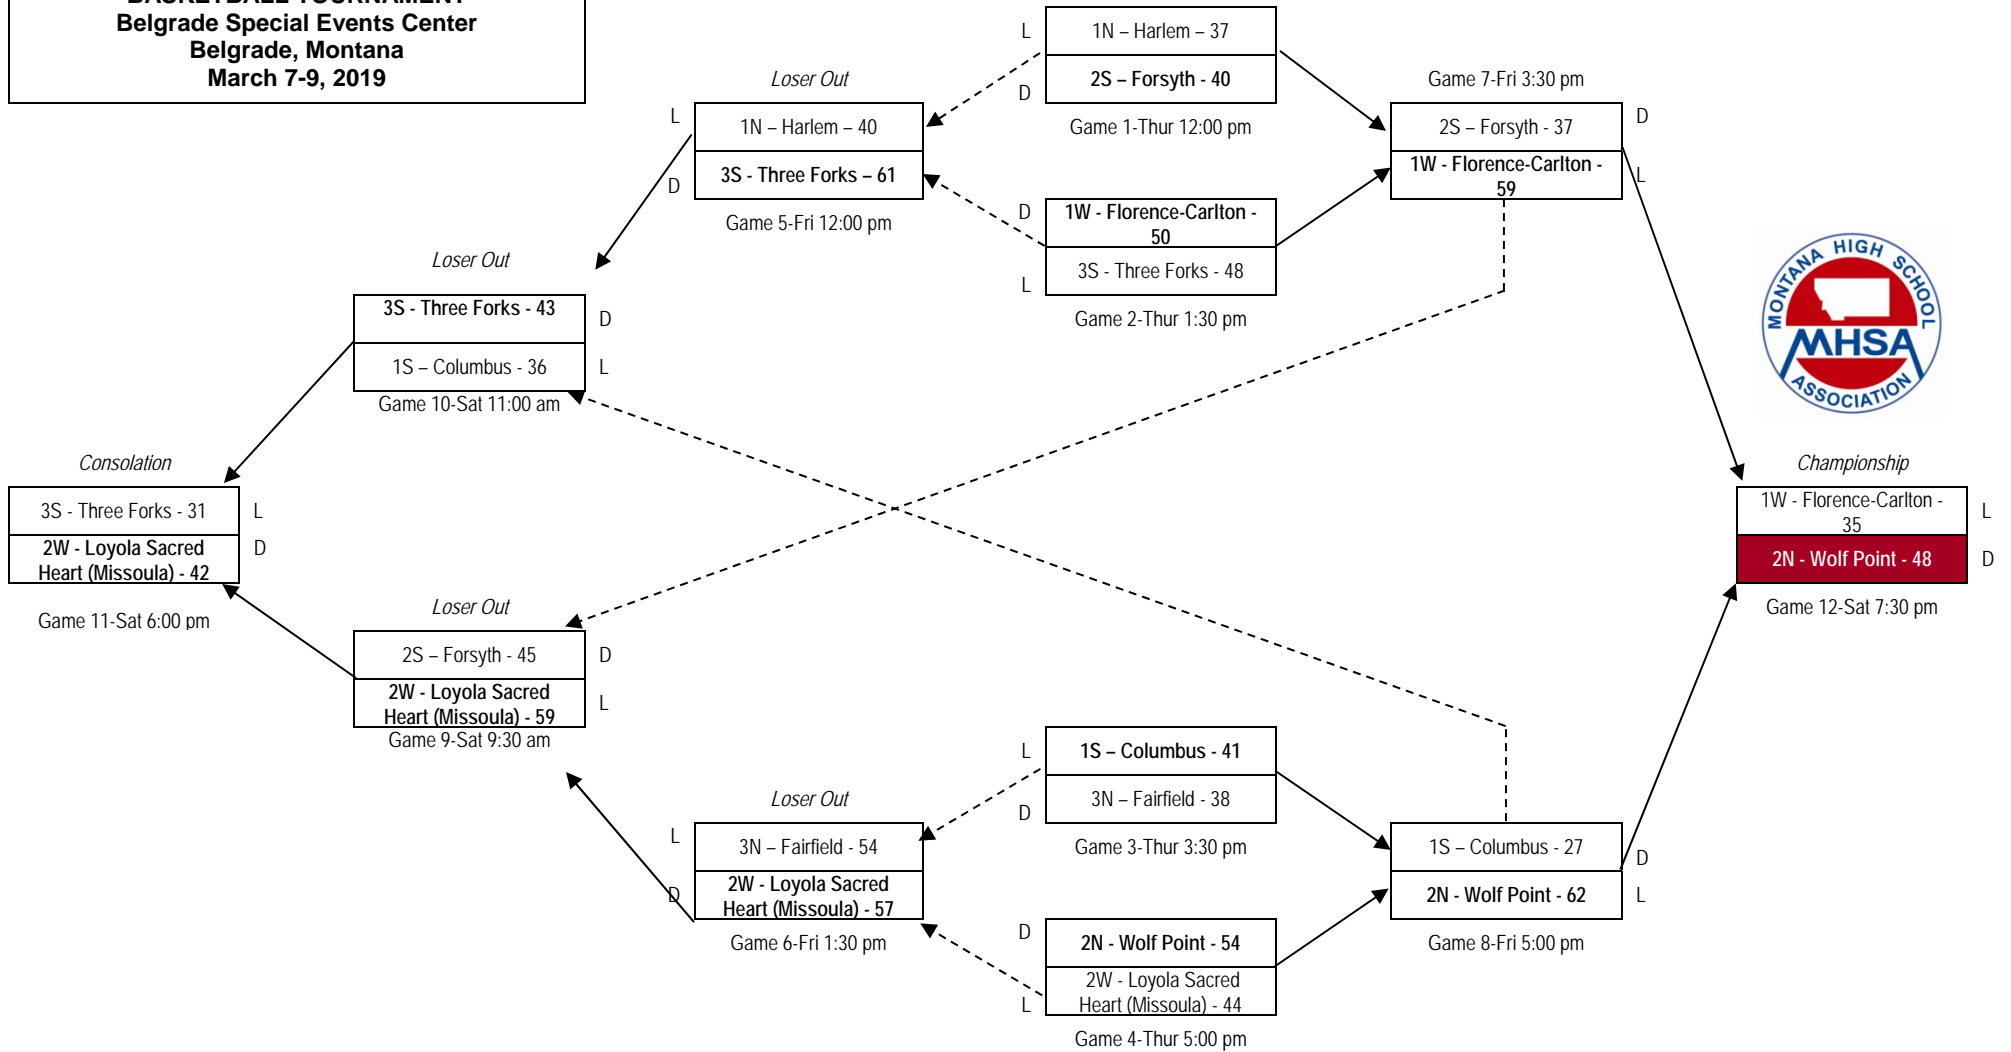 BASKETBALL TOURNAMENT
Belgrade Special Events Center
Belgrade, Montana
March 7-9, 2019
L
1N – Harlem – 37
2S – Forsyth - 40
D
Game 1-Thur 12:00 pm
D
1W - Florence-Carlton -
50
3S - Three Forks - 48
L
Game 2-Thur 1:30 pm
Loser Out
L
1N – Harlem – 40
3S - Three Forks – 61
D
Game 5-Fri 12:00 pm
Game 7-Fri 3:30 pm
2S – Forsyth - 37
D
1W - Florence-Carlton -
59
L
Loser Out
3S - Three Forks - 43
D
1S – Columbus - 36
L
Game 10-Sat 11:00 am
MONTANA HIGH SCHOOL
MHSA
ASSOCIATION
Consolation
3S - Three Forks - 31
L
2W - Loyola Sacred
Heart (Missoula) - 42
D
Game 11-Sat 6:00 pm
Championship
1W - Florence-Carlton -
35
L
2N - Wolf Point - 48
D
Game 12-Sat 7:30 pm
Loser Out
2S – Forsyth - 45
D
2W - Loyola Sacred
Heart (Missoula) - 59
L
Game 9-Sat 9:30 am
L
1S – Columbus - 41
3N – Fairfield - 38
D
Game 3-Thur 3:30 pm
Loser Out
L
3N – Fairfield - 54
2W - Loyola Sacred
Heart (Missoula) - 57
D
Game 6-Fri 1:30 pm
1S – Columbus - 27
D
2N - Wolf Point - 62
L
Game 8-Fri 5:00 pm
D
2N - Wolf Point - 54
2W - Loyola Sacred
Heart (Missoula) - 44
L
Game 4-Thur 5:00 pm